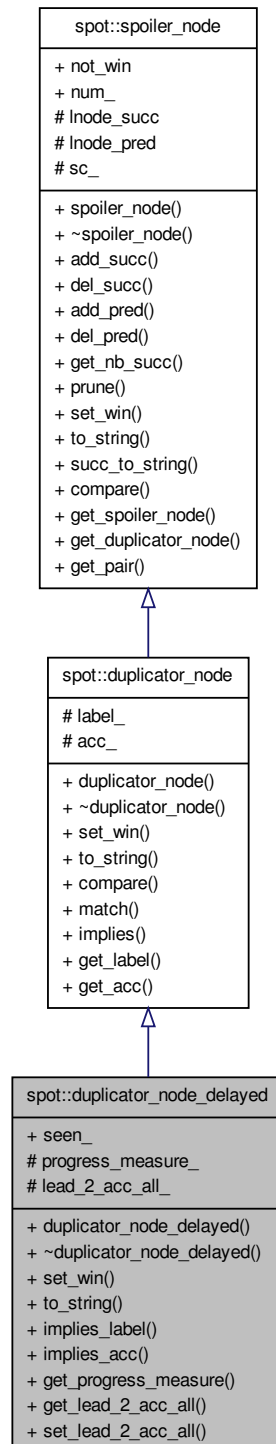 spot::spoiler_node
+ not_win
+ num_
# lnode_succ
# lnode_pred
# sc_
+ spoiler_node()
+ ~spoiler_node()
+ add_succ()
+ del_succ()
+ add_pred()
+ del_pred()
+ get_nb_succ()
+ prune()
+ set_win()
+ to_string()
+ succ_to_string()
+ compare()
+ get_spoiler_node()
+ get_duplicator_node()
+ get_pair()
spot::duplicator_node
# label_
# acc_
+ duplicator_node()
+ ~duplicator_node()
+ set_win()
+ to_string()
+ compare()
+ match()
+ implies()
+ get_label()
+ get_acc()
spot::duplicator_node_delayed
+ seen_
# progress_measure_
# lead_2_acc_all_
+ duplicator_node_delayed()
+ ~duplicator_node_delayed()
+ set_win()
+ to_string()
+ implies_label()
+ implies_acc()
+ get_progress_measure()
+ get_lead_2_acc_all()
+ set_lead_2_acc_all()